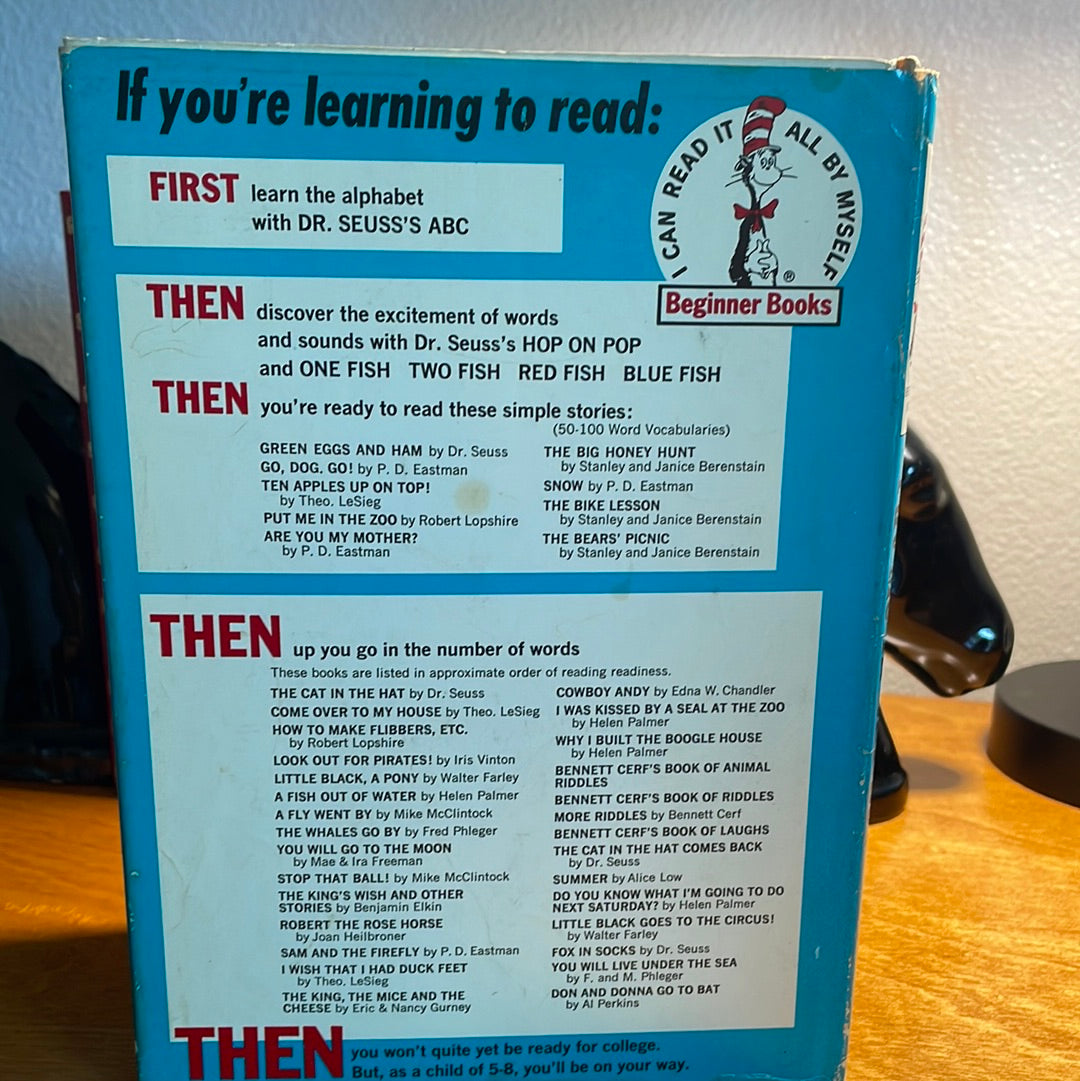 If you're learning to read:
I CAN READ IT ALL BY MYSELF
®
Beginner Books
FIRST learn the alphabet
with DR. SEUSS'S ABC
THEN discover the excitement of words
and sounds with Dr. Seuss's HOP ON POP
and ONE FISH TWO FISH RED FISH BLUE FISH
THEN you're ready to read these simple stories:
(50-100 Word Vocabularies)
GREEN EGGS AND HAM by Dr. Seuss
GO, DOG. GO! by P. D. Eastman
TEN APPLES UP ON TOP!
by Theo. LeSieg
PUT ME IN THE ZOO by Robert Lopshire
ARE YOU MY MOTHER?
by P. D. Eastman
THE BIG HONEY HUNT
by Stanley and Janice Berenstain
SNOW by P. D. Eastman
THE BIKE LESSON
by Stanley and Janice Berenstain
THE BEARS' PICNIC
by Stanley and Janice Berenstain
THEN up you go in the number of words
These books are listed in approximate order of reading readiness.
THE CAT IN THE HAT by Dr. Seuss
COME OVER TO MY HOUSE by Theo. LeSieg
HOW TO MAKE FLIBBERS, ETC.
by Robert Lopshire
LOOK OUT FOR PIRATES! by Iris Vinton
LITTLE BLACK, A PONY by Walter Farley
A FISH OUT OF WATER by Helen Palmer
A FLY WENT BY by Mike McClintock
THE WHALES GO BY by Fred Phleger
YOU WILL GO TO THE MOON
by Mae & Ira Freeman
STOP THAT BALL! by Mike McClintock
THE KING'S WISH AND OTHER
STORIES by Benjamin Elkin
ROBERT THE ROSE HORSE
by Joan Heilbroner
SAM AND THE FIREFLY by P. D. Eastman
I WISH THAT I HAD DUCK FEET
by Theo. LeSieg
THE KING, THE MICE AND THE
CHEESE by Eric & Nancy Gurney
COWBOY ANDY by Edna W. Chandler
I WAS KISSED BY A SEAL AT THE ZOO
by Helen Palmer
WHY I BUILT THE BOOGLE HOUSE
by Helen Palmer
BENNETT CERF'S BOOK OF ANIMAL
RIDDLES
BENNETT CERF'S BOOK OF RIDDLES
MORE RIDDLES by Bennett Cerf
BENNETT CERF'S BOOK OF LAUGHS
THE CAT IN THE HAT COMES BACK
by Dr. Seuss
SUMMER by Alice Low
DO YOU KNOW WHAT I'M GOING TO DO
NEXT SATURDAY? by Helen Palmer
LITTLE BLACK GOES TO THE CIRCUS!
by Walter Farley
FOX IN SOCKS by Dr. Seuss
YOU WILL LIVE UNDER THE SEA
by F. and M. Phleger
DON AND DONNA GO TO BAT
by Al Perkins
THEN you won't quite yet be ready for college.
But, as a child of 5-8, you'll be on your way.